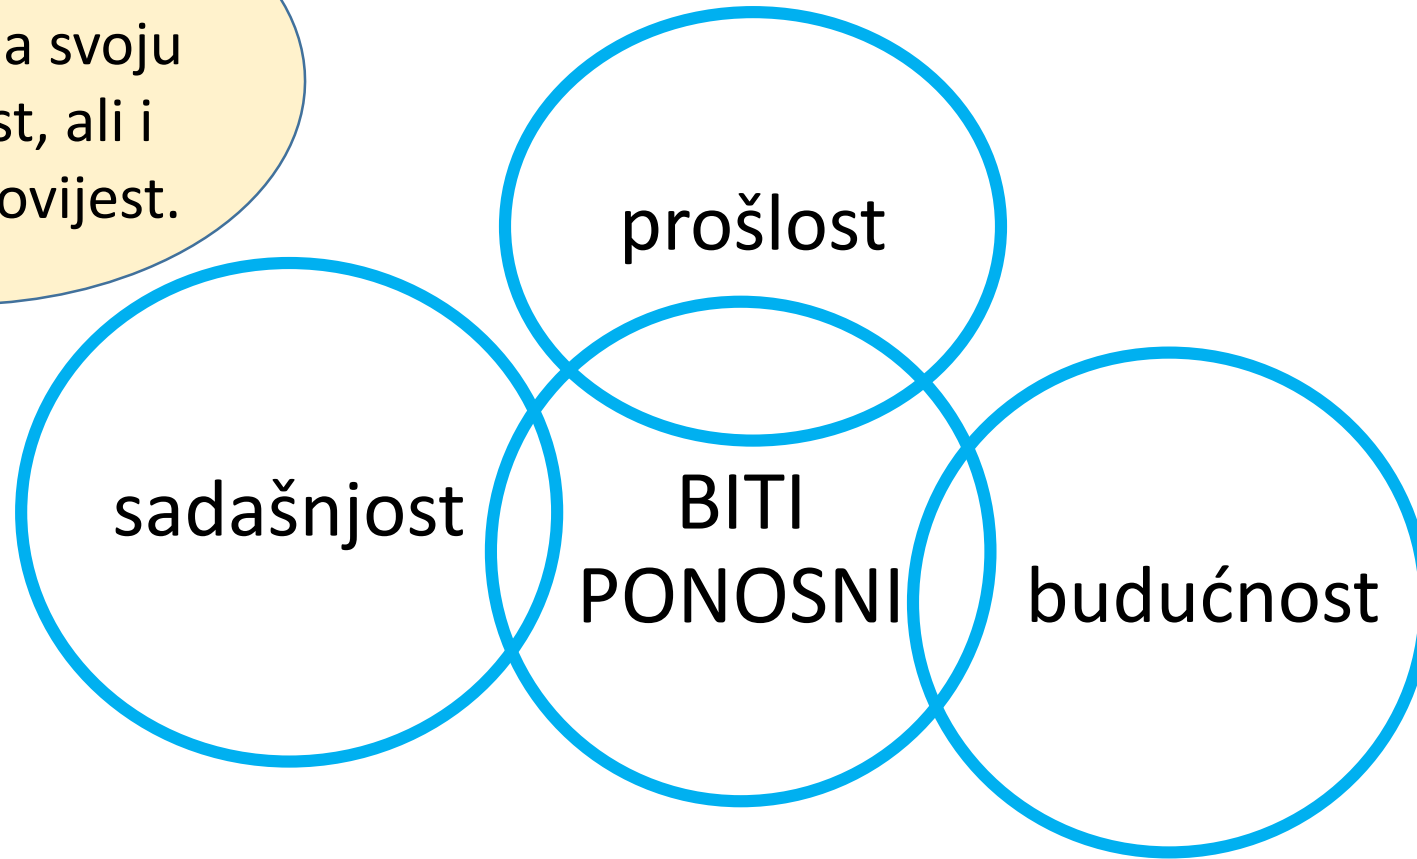 a svoju
st, ali i
ovijest.
prošlost
sadašnjost
BITI
PONOSNI
budućnost